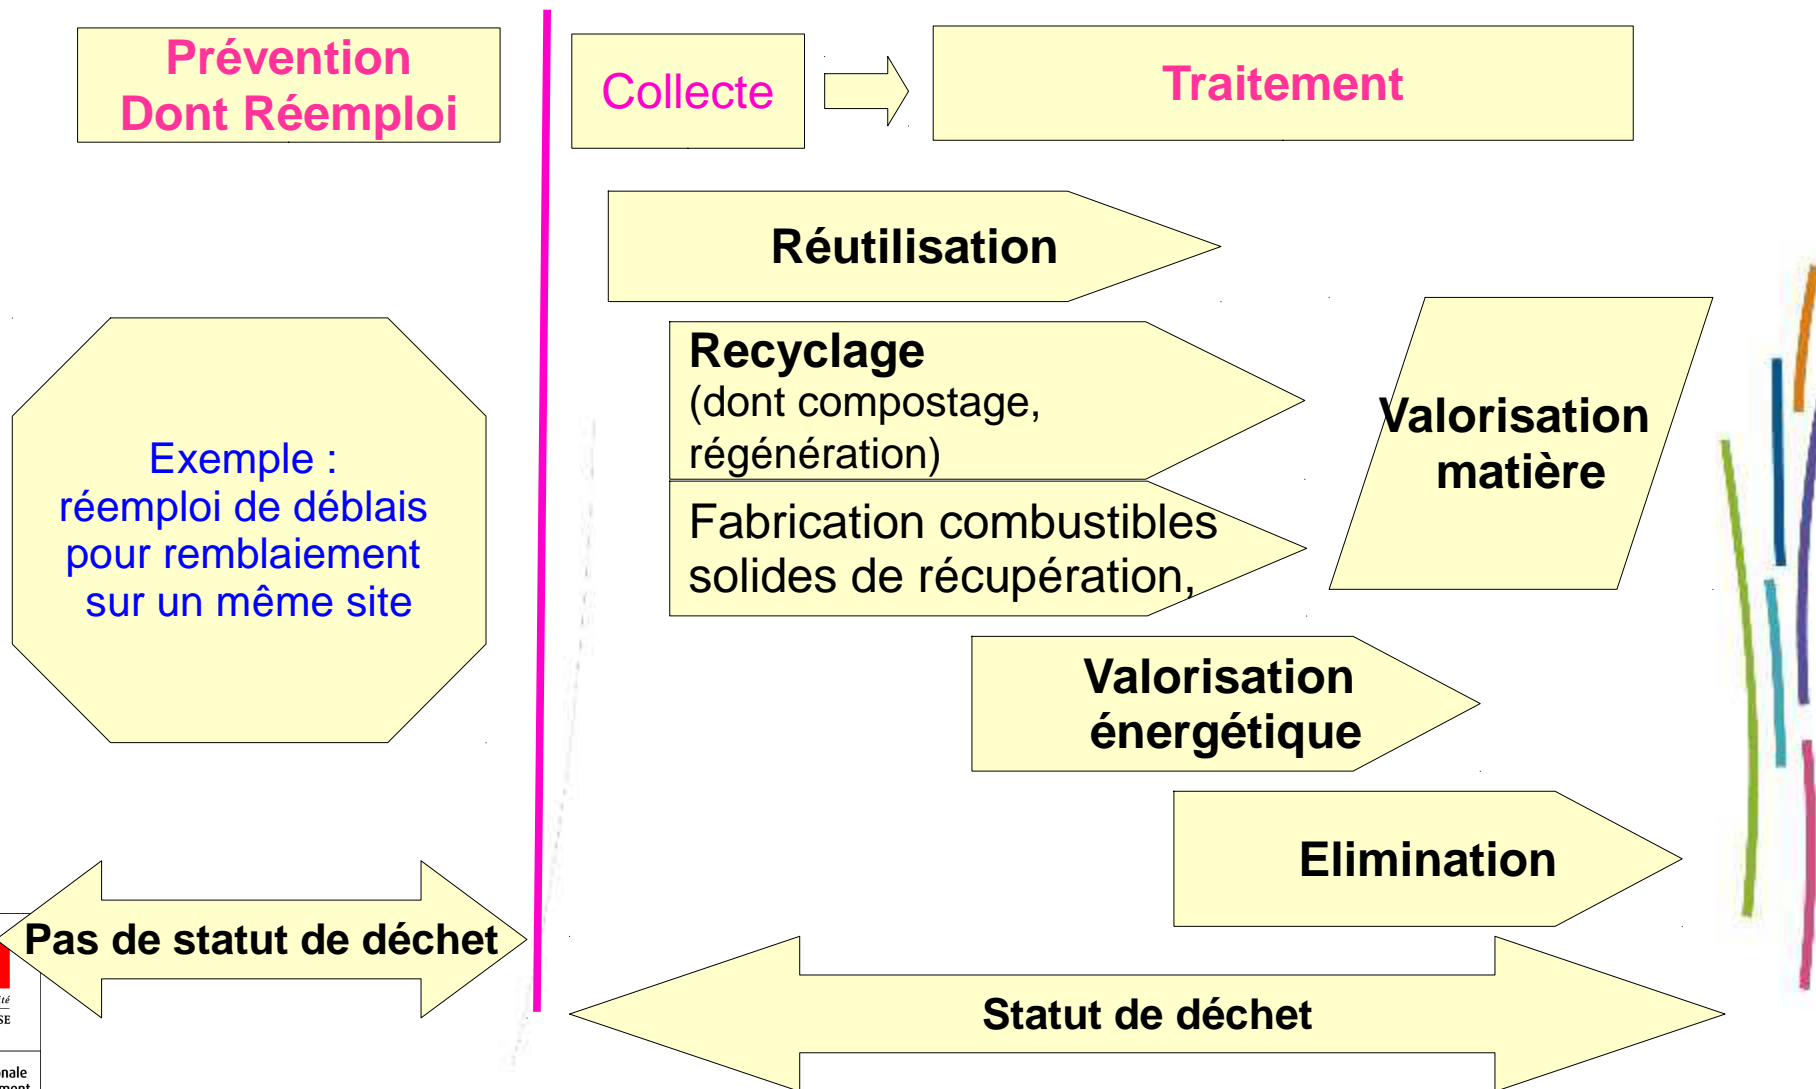 Prévention
Dont Réemploi
Collecte
Traitement
Réutilisation
Recyclage
(dont compostage,
régénération)
Fabrication combustibles
solides de récupération,
Valorisation
matière
Exemple :
réemploi de déblais
pour remblaiement
sur un même site
Valorisation
énergétique
Elimination
Pas de statut de déchet
Statut de déchet